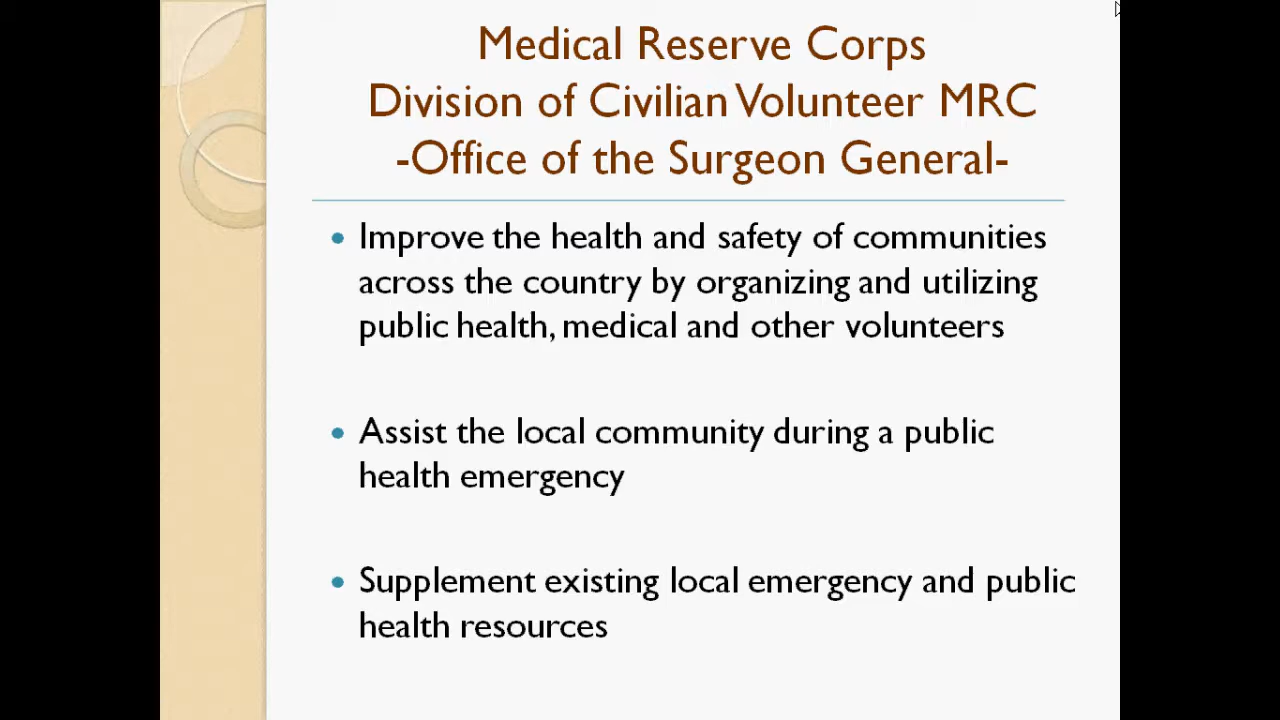 Medical Reserve Corps
Division of Civilian Volunteer MRC
-Office of the Surgeon General-
• Improve the health and safety of communities
across the country by organizing and utilizing
public health, medical and other volunteers
• Assist the local community during a public
health emergency
• Supplement existing local emergency and public
health resources